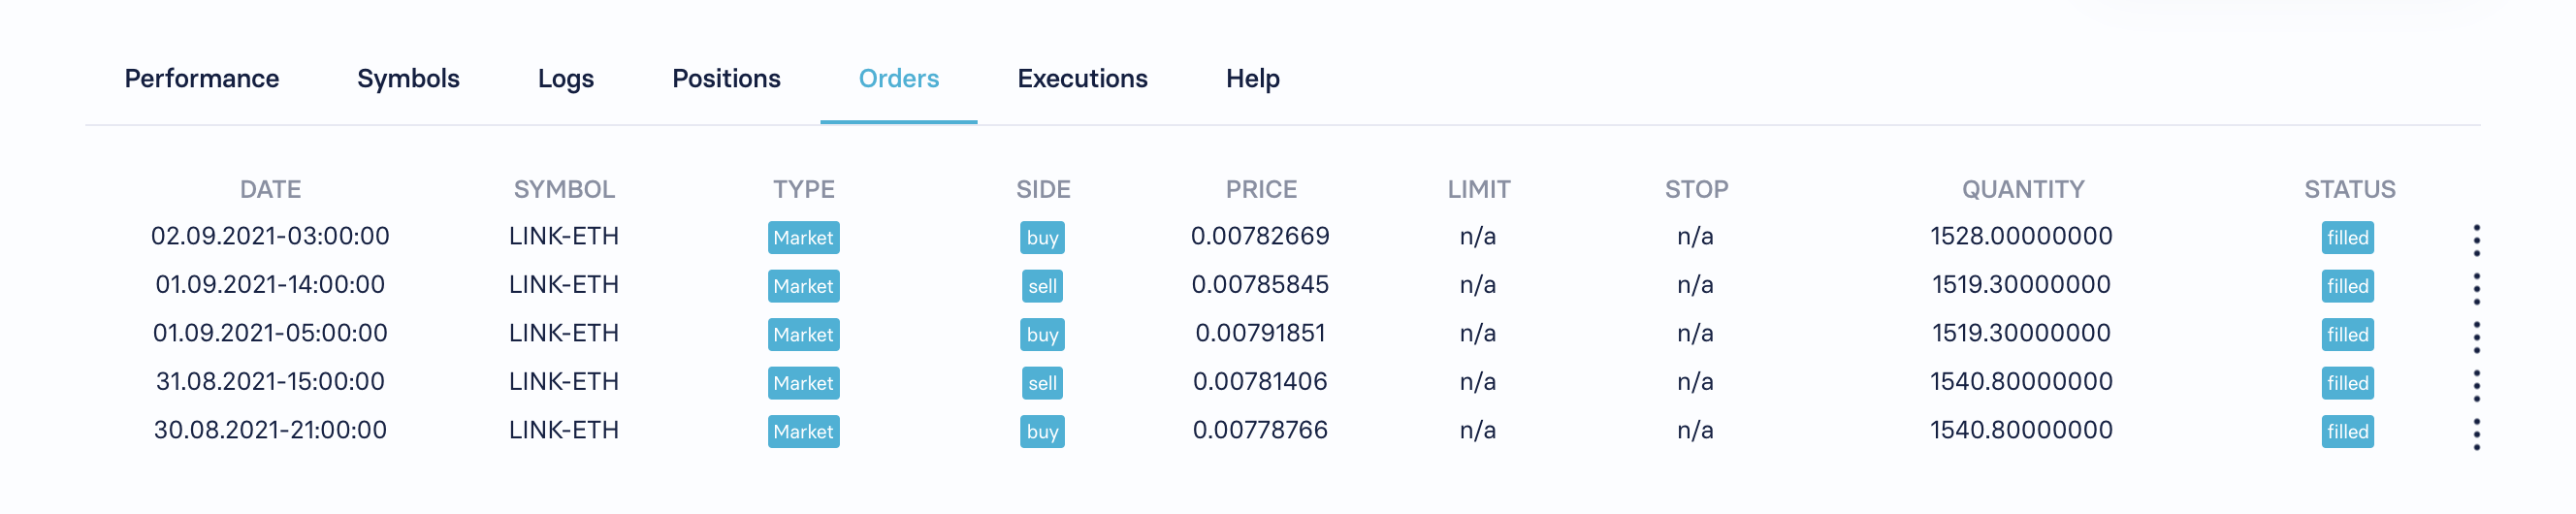 Performance Symbols Logs Positions Orders Executions Help
DATE SYMBOL TYPE SIDE PRICE LIMIT STOP QUANTITY STATUS
02.09.2021-03:00:00 LINK-ETH Market buy 0.00782669 n/a n/a 1528.00000000 filled
01.09.2021-14:00:00 LINK-ETH Market sell 0.00785845 n/a n/a 1519.30000000 filled
01.09.2021-05:00:00 LINK-ETH Market buy 0.00791851 n/a n/a 1519.30000000 filled
31.08.2021-15:00:00 LINK-ETH Market sell 0.00781406 n/a n/a 1540.80000000 filled
30.08.2021-21:00:00 LINK-ETH Market buy 0.00778766 n/a n/a 1540.80000000 filled